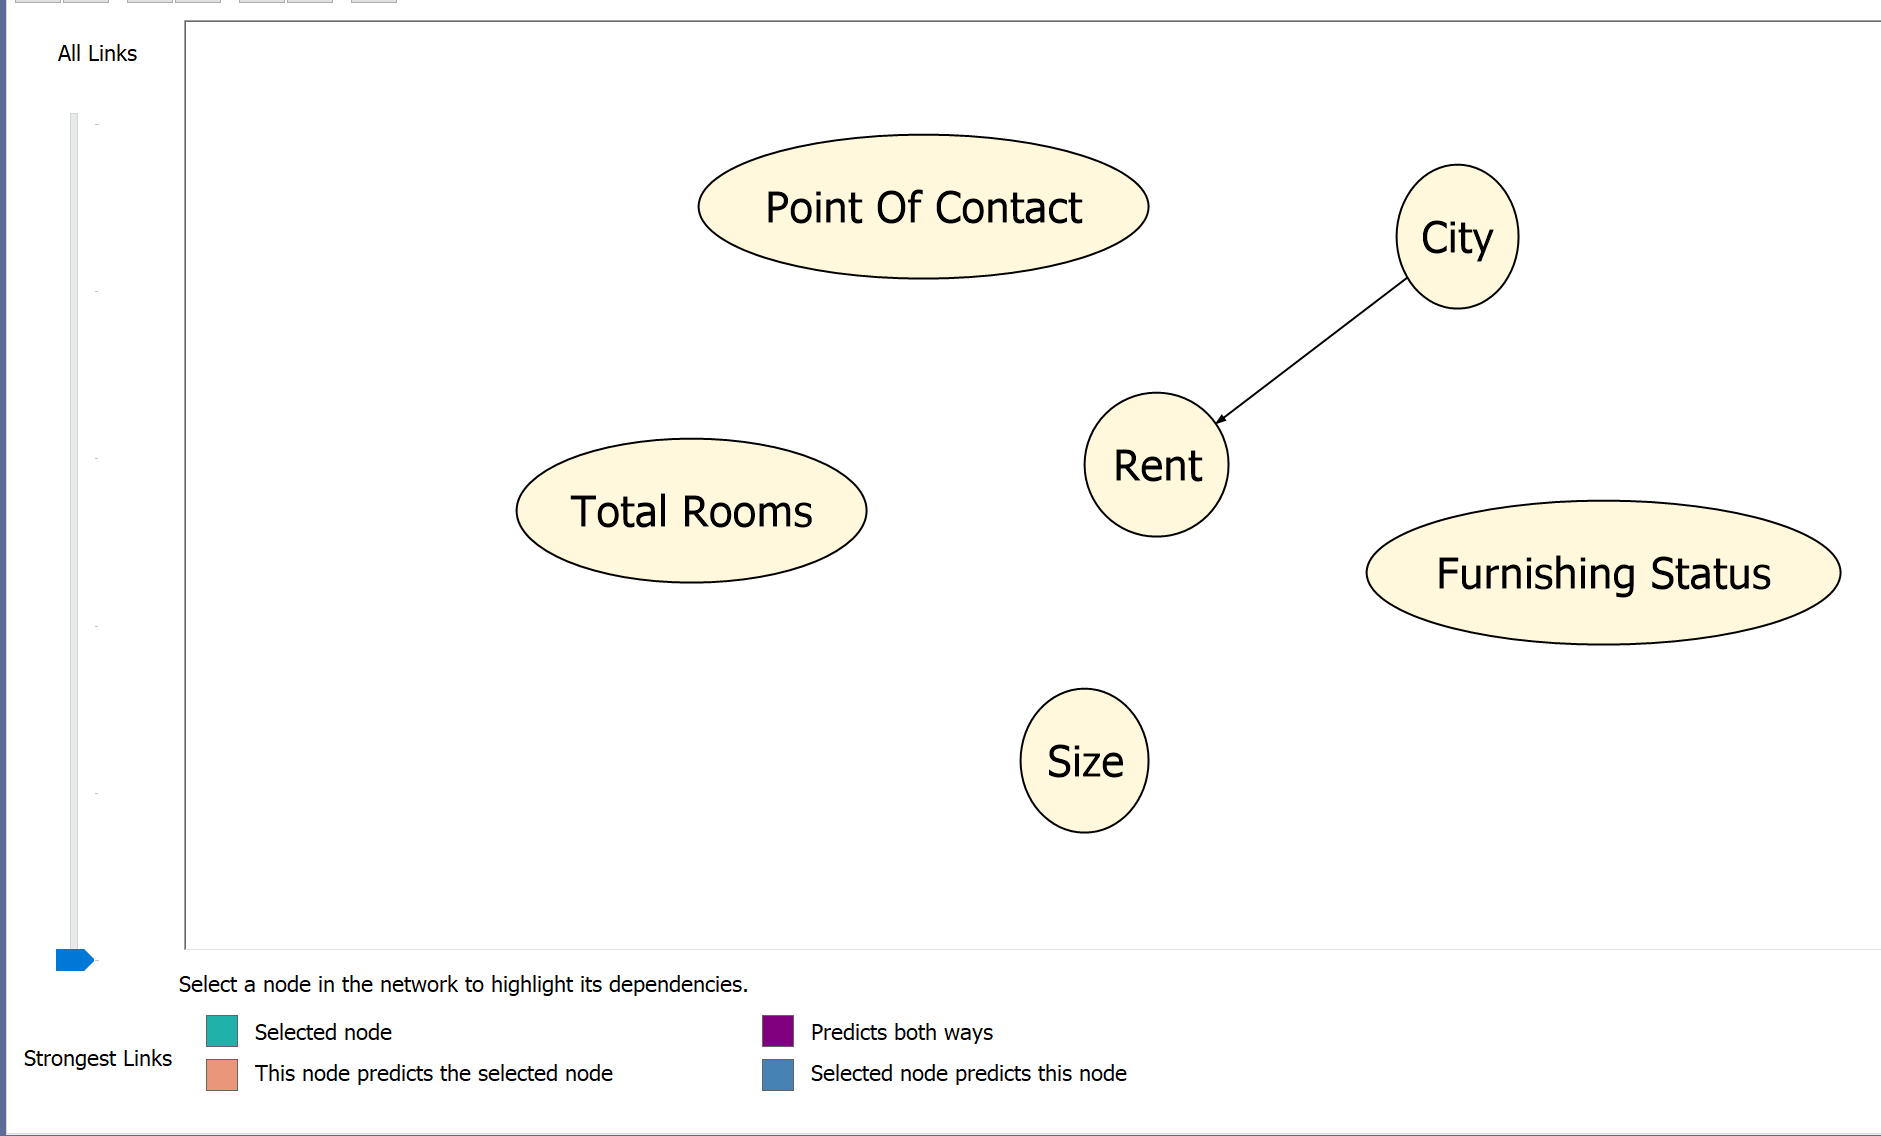 All Links
Point Of Contact
City
Rent
Total Rooms
Furnishing Status
Size
Select a node in the network to highlight its dependencies.
Selected node
Predicts both ways
Strongest Links
This node predicts the selected node
Selected node predicts this node